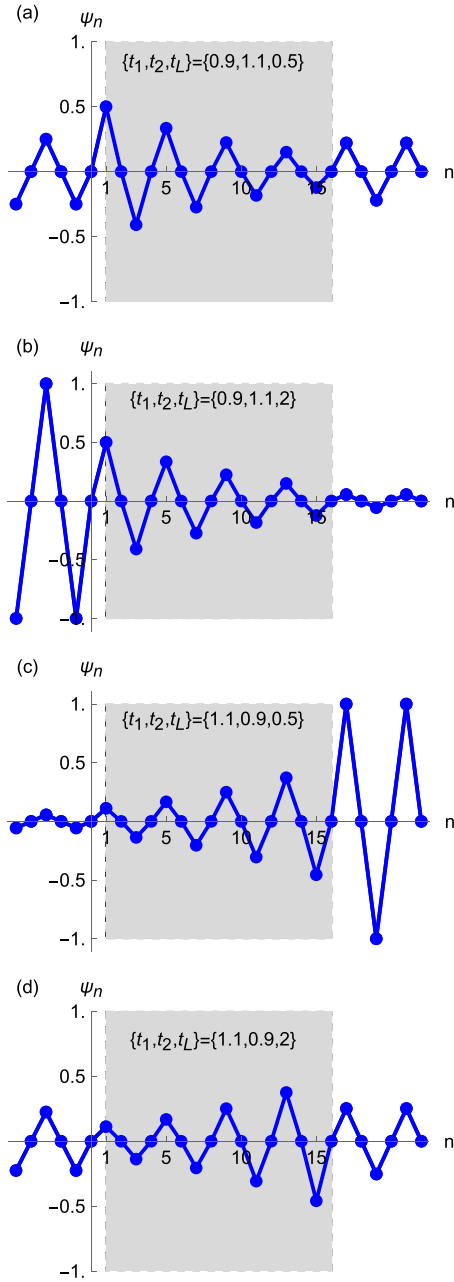 (a)
ψn
1.
{t1,t2,tL}={0.9,1.1,0.5}
0.5
n
1 5 10 15
−0.5
−1.
(b)
ψn
1.
{t1,t2,tL}={0.9,1.1,2}
0.5
n
1 5 10 15
−0.5
−1.
(c)
ψn
1.
{t1,t2,tL}={1.1,0.9,0.5}
0.5
n
1 5 10 15
−0.5
−1.
(d)
ψn
1.
{t1,t2,tL}={1.1,0.9,2}
0.5
n
1 5 10 15
−0.5
−1.